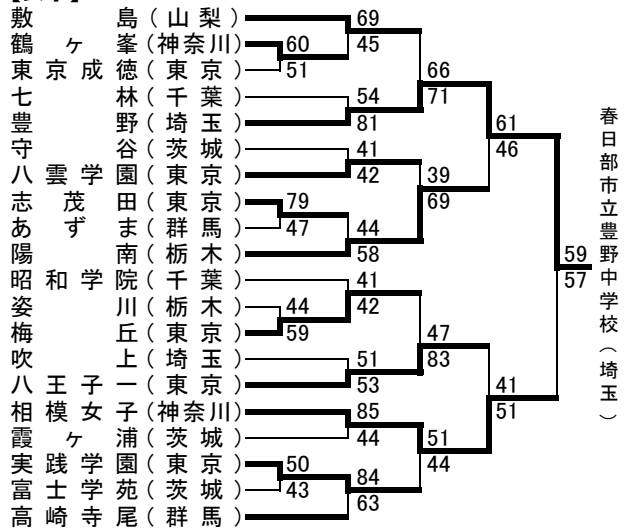 敷島(山梨)
鶴ヶ峯(神奈川)
東京成徳(東京)
七林(千葉)
豊野(埼玉)
守谷(茨城)
八雲学園(東京)
志茂田(東京)
あずま(群馬)
陽南(栃木)
昭和学院(千葉)
姿川(栃木)
梅丘(東京)
吹上(埼玉)
八王子一(東京)
相模女子(神奈川)
霞ヶ浦(茨城)
実践学園(東京)
富士学苑(茨城)
高崎寺尾(群馬)
60
51
79
47
44
59
50
43
69
45
54
81
41
42
44
58
41
42
51
53
85
44
84
63
66
71
39
69
47
83
51
44
61
46
41
51
59
57
春日部市立豊野中学校(埼玉)